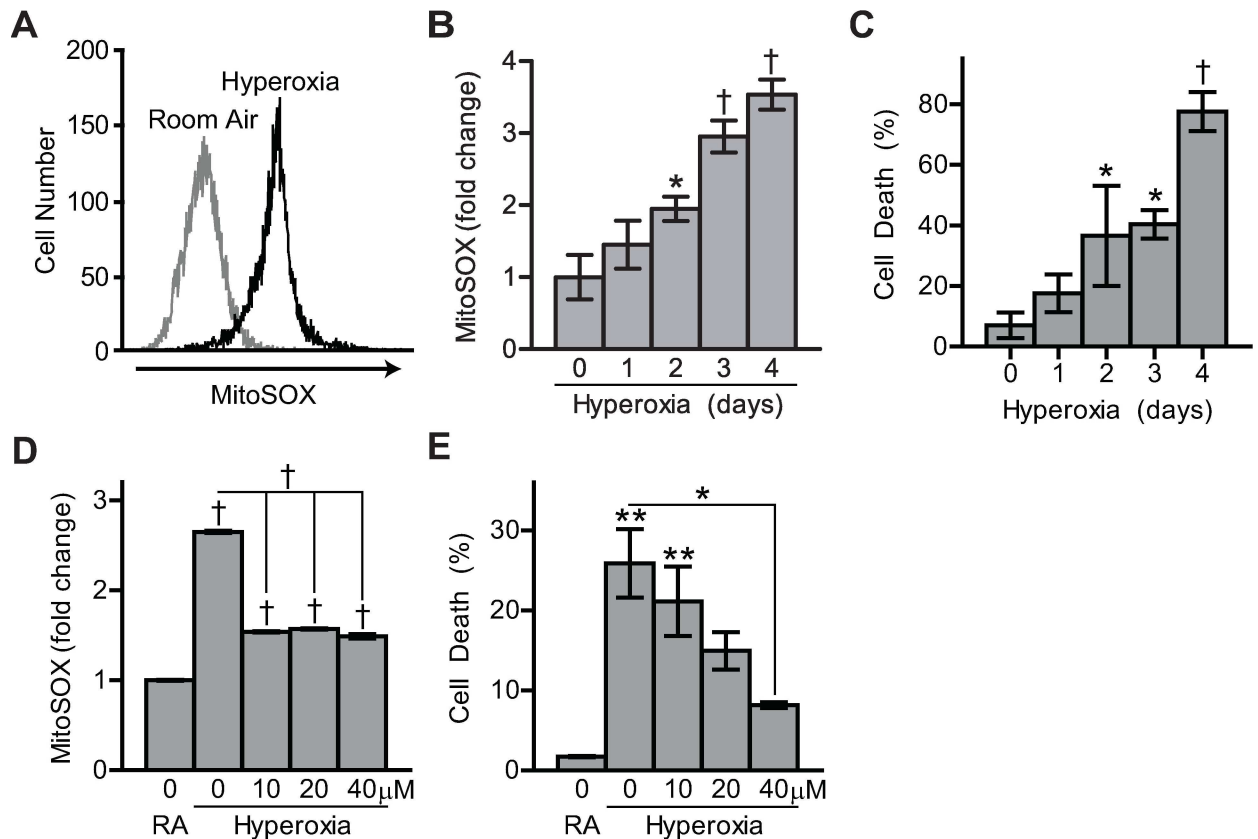 A
200
150
100
50
0
Cell Number
Room Air
Hyperoxia
MitoSOX
B
4
3
2
1
0
MitoSOX (fold change)
*
†
†
0 1 2 3 4
Hyperoxia (days)
C
80
60
40
20
0
Cell Death (%)
*
*
†
0 1 2 3 4
Hyperoxia (days)
D
3
2
1
0
MitoSOX (fold change)
†
†
† † †
0 0 10 20 40μM
RA Hyperoxia
E
30
20
10
0
Cell Death (%)
*
**
**
0 0 10 20 40μM
RA Hyperoxia